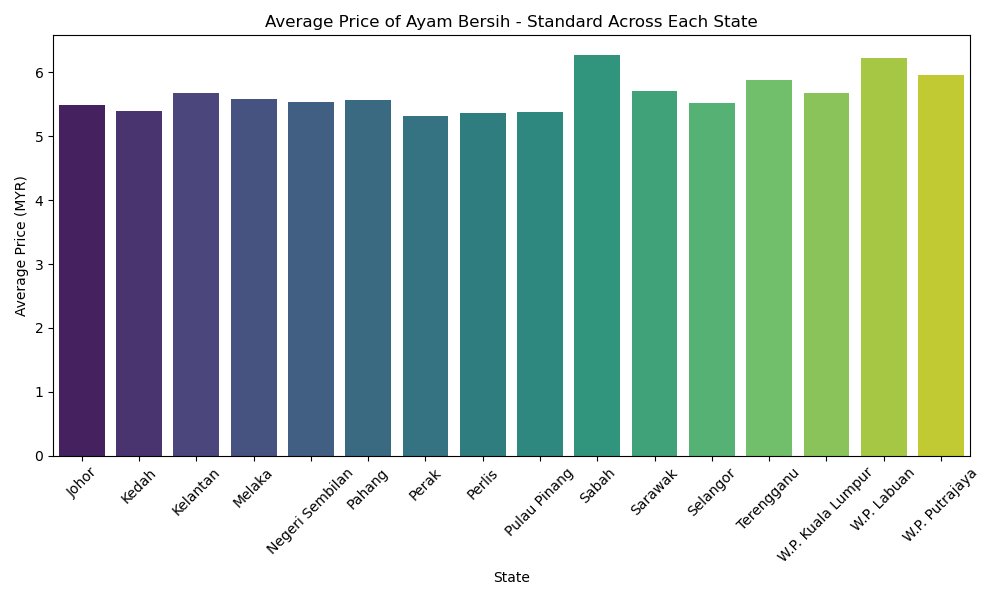 Average Price of Ayam Bersih - Standard Across Each State
Average Price (MYR)
6
5
4
3
2
1
0
Johor
Kedah
Kelantan
Melaka
Negeri Sembilan
Pahang
Perak
Perlis
Pulau Pinang
Sabah
Sarawak
Selangor
Terengganu
W.P. Kuala Lumpur
W.P. Labuan
W.P. Putrajaya
State